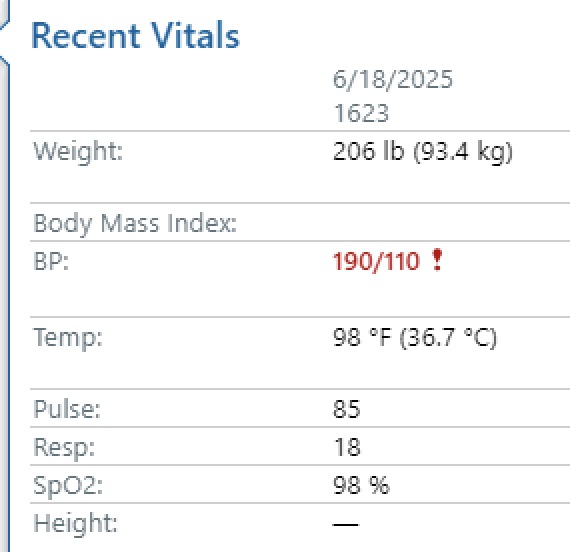 Recent Vitals
6/18/2025
1623
Weight: 206 lb (93.4 kg)
Body Mass Index:
BP: 190/110 !
Temp: 98 °F (36.7 °C)
Pulse: 85
Resp: 18
SpO2: 98 %
Height: —